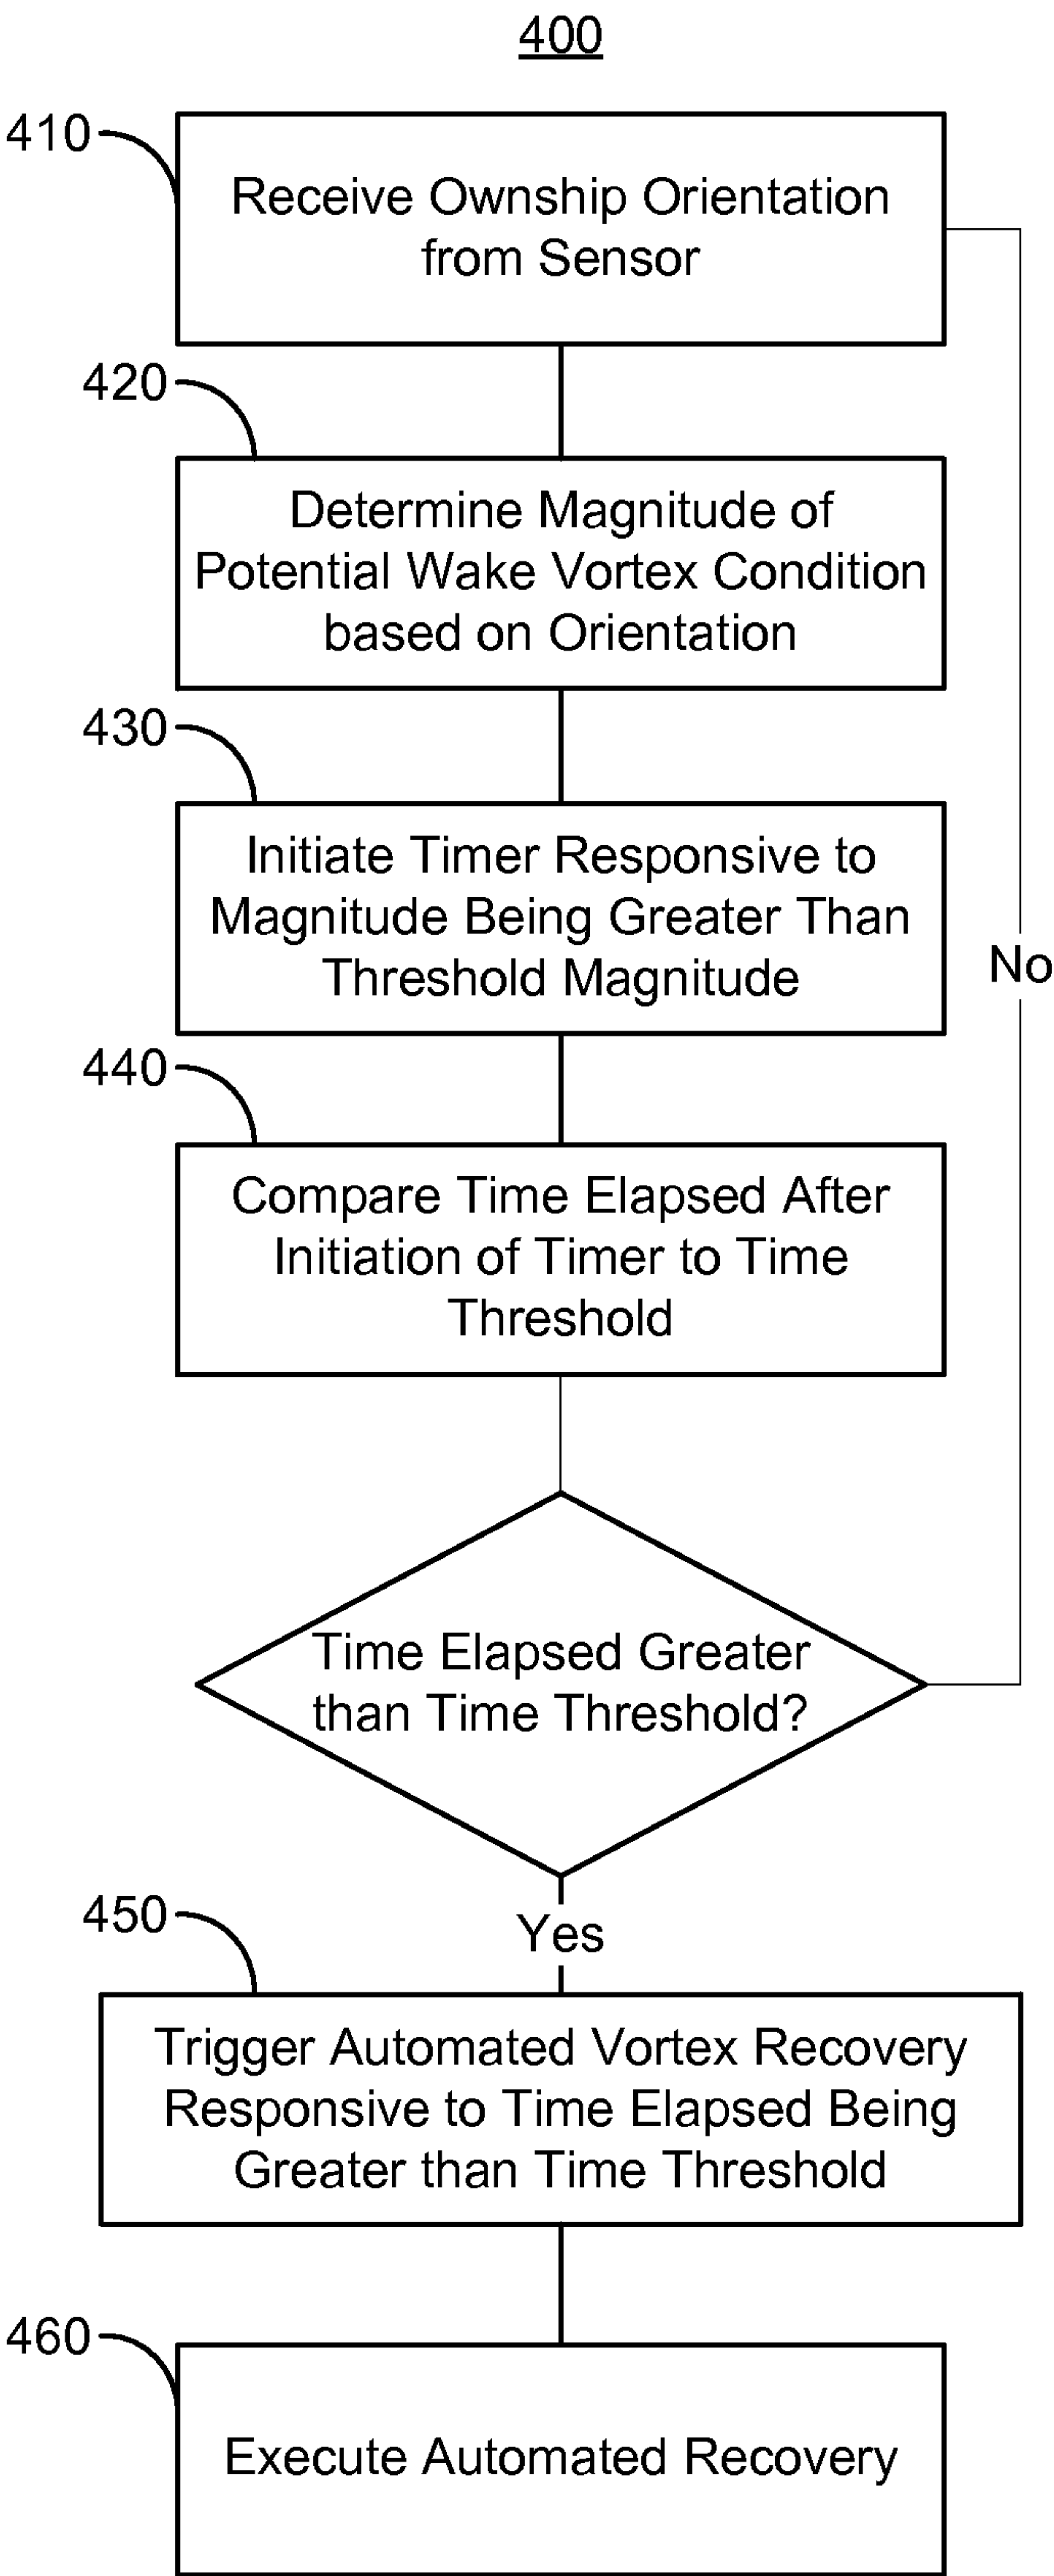 400
410
Receive Ownship Orientation
from Sensor
420
Determine Magnitude of
Potential Wake Vortex Condition
based on Orientation
430
Initiate Timer Responsive to
Magnitude Being Greater Than
Threshold Magnitude
No
440
Compare Time Elapsed After
Initiation of Timer to Time
Threshold
Time Elapsed Greater
than Time Threshold?
Yes
450
Trigger Automated Vortex Recovery
Responsive to Time Elapsed Being
Greater than Time Threshold
460
Execute Automated Recovery